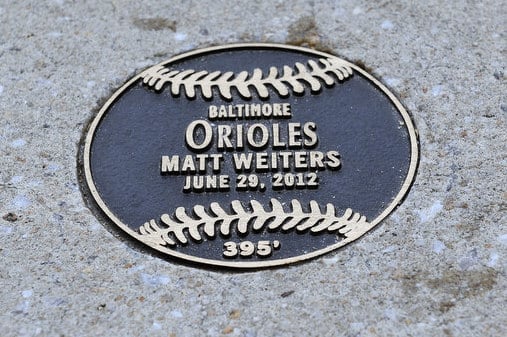 BALTIMORE
ORIOLES
MATT WEITERS
JUNE 29, 2012
395'